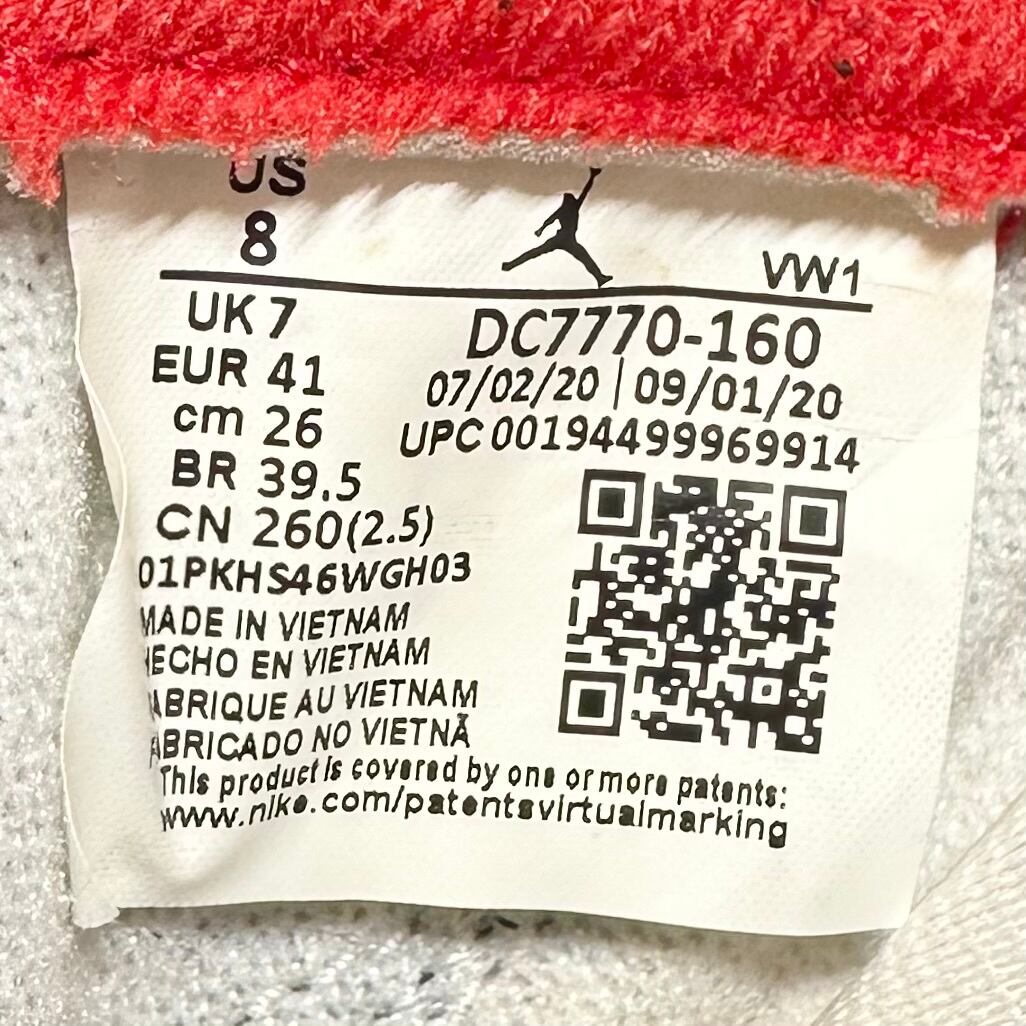 US
8
VW1
UK 7
DC7770-160
EUR 41
07/02/20 | 09/01/20
cm 26
UPC 00194499969914
BR 39.5
CN 260(2.5)
01PKHS46WGH03
MADE IN VIETNAM
HECHO EN VIETNAM
FABRIQUE AU VIETNAM
FABRICADO NO VIETNÃ
This product is covered by one or more patents:
www.nike.com/patentsvirtualmarking